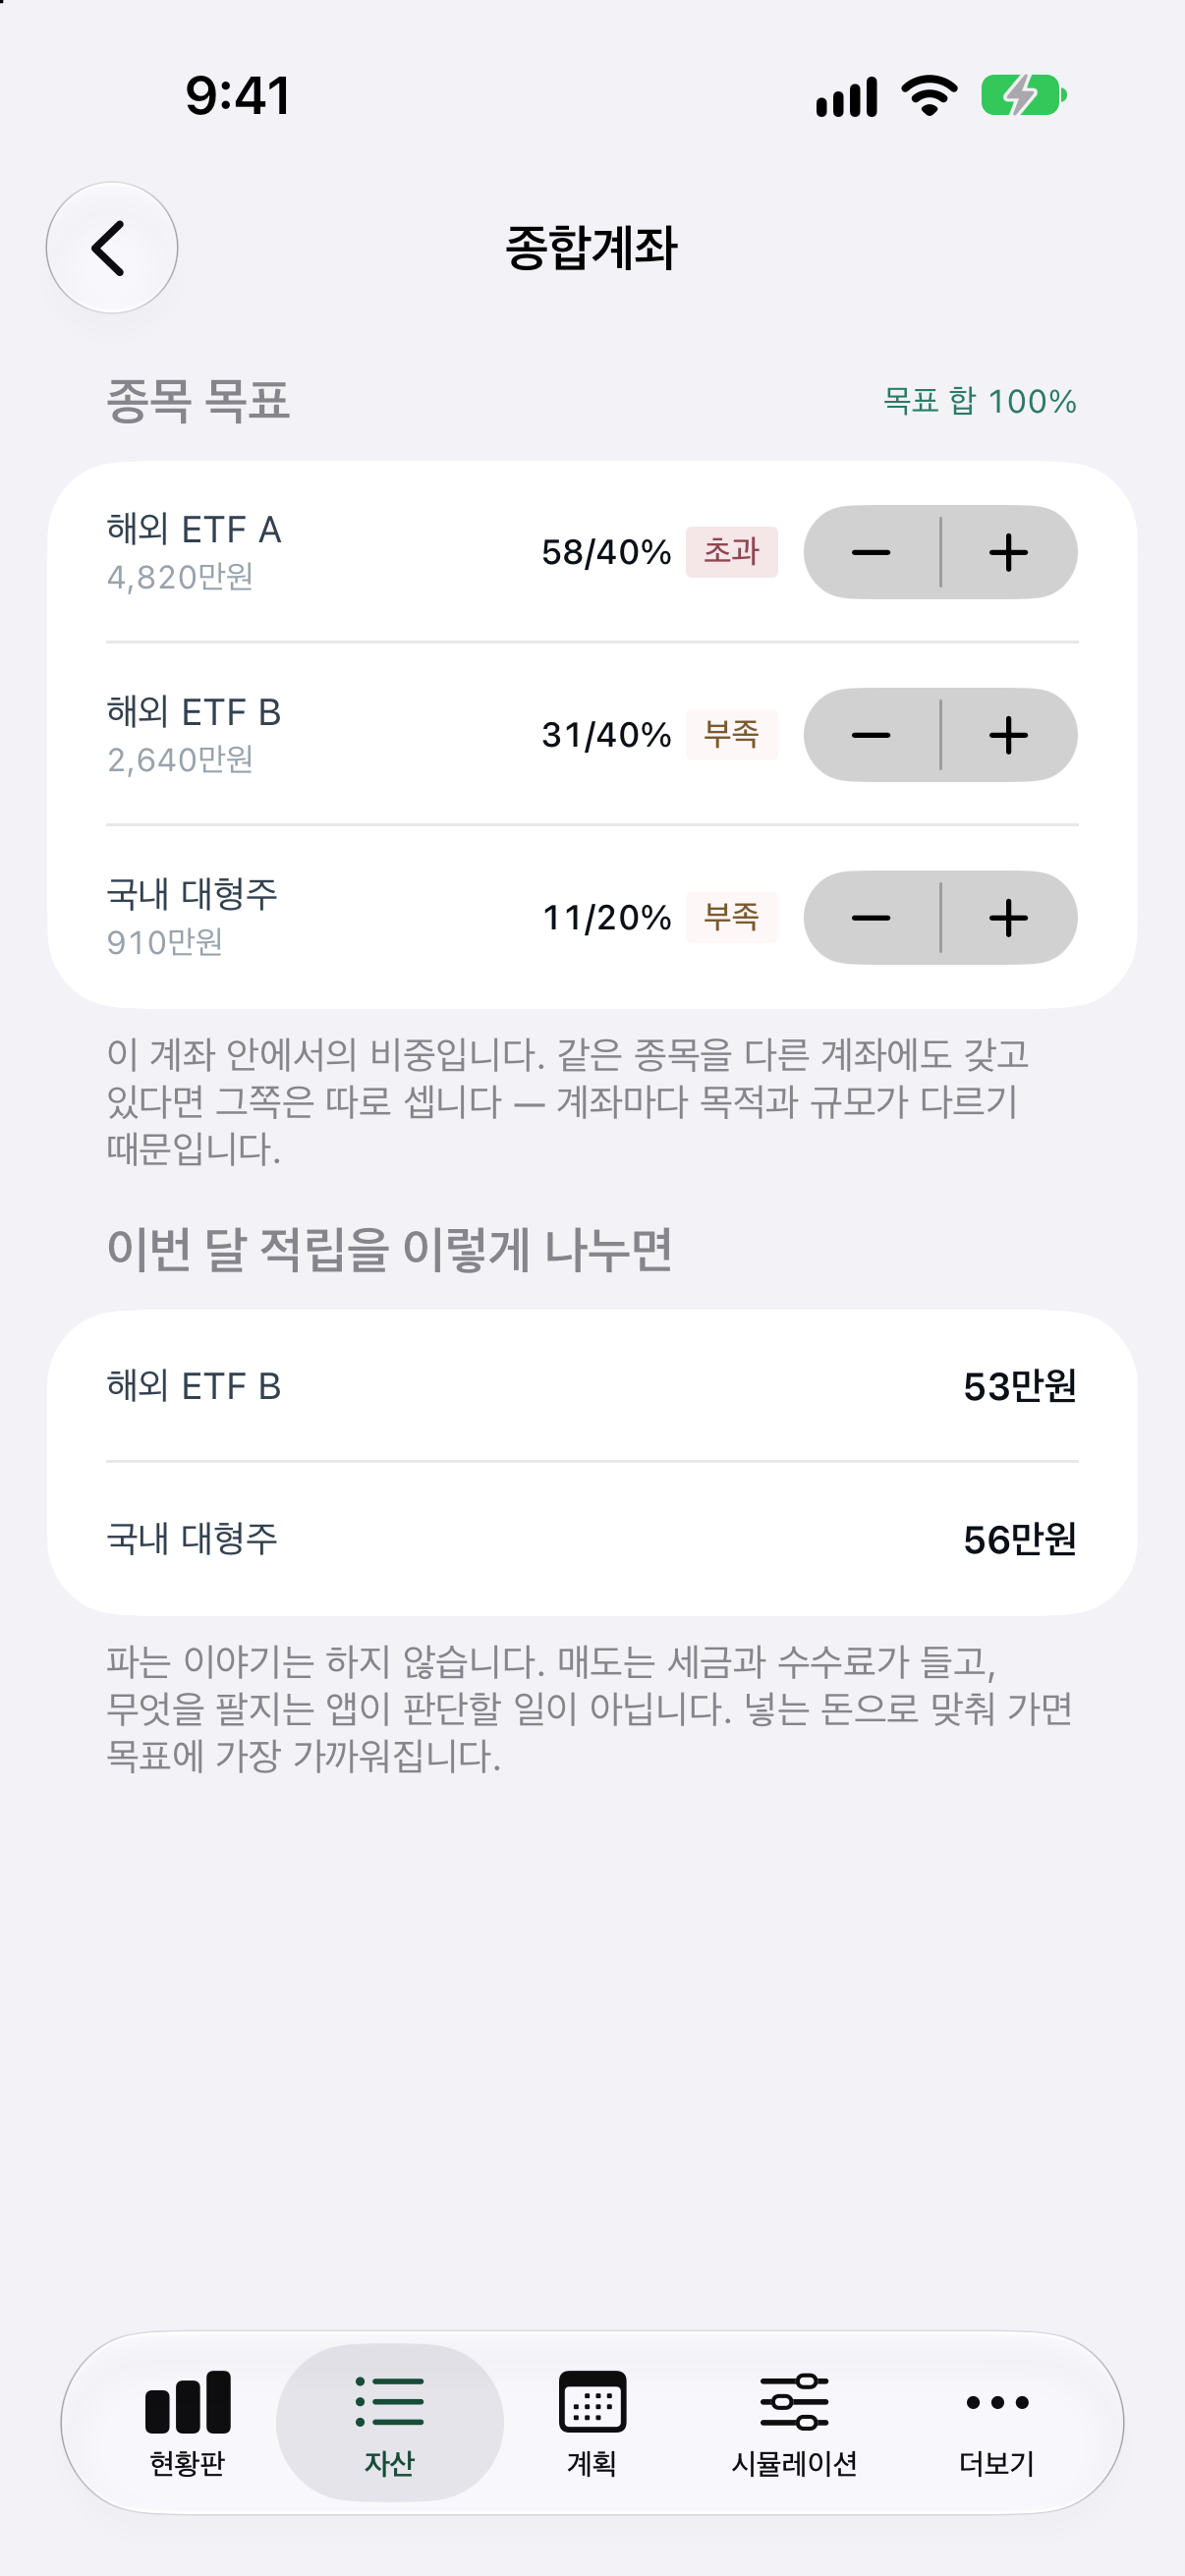 9:41
종합계좌
종목 목표
목표 합 100%
해외 ETF A
4,820만원
58/40%
초과
해외 ETF B
2,640만원
31/40%
부족
국내 대형주
910만원
11/20%
부족
이 계좌 안에서의 비중입니다. 같은 종목을 다른 계좌에도 갖고
있다면 그쪽은 따로 셉니다 — 계좌마다 목적과 규모가 다르기
때문입니다.
이번 달 적립을 이렇게 나누면
해외 ETF B
53만원
국내 대형주
56만원
파는 이야기는 하지 않습니다. 매도는 세금과 수수료가 들고,
무엇을 팔지는 앱이 판단할 일이 아닙니다. 넣는 돈으로 맞춰 가면
목표에 가장 가까워집니다.
현황판
자산
계획
시뮬레이션
더보기